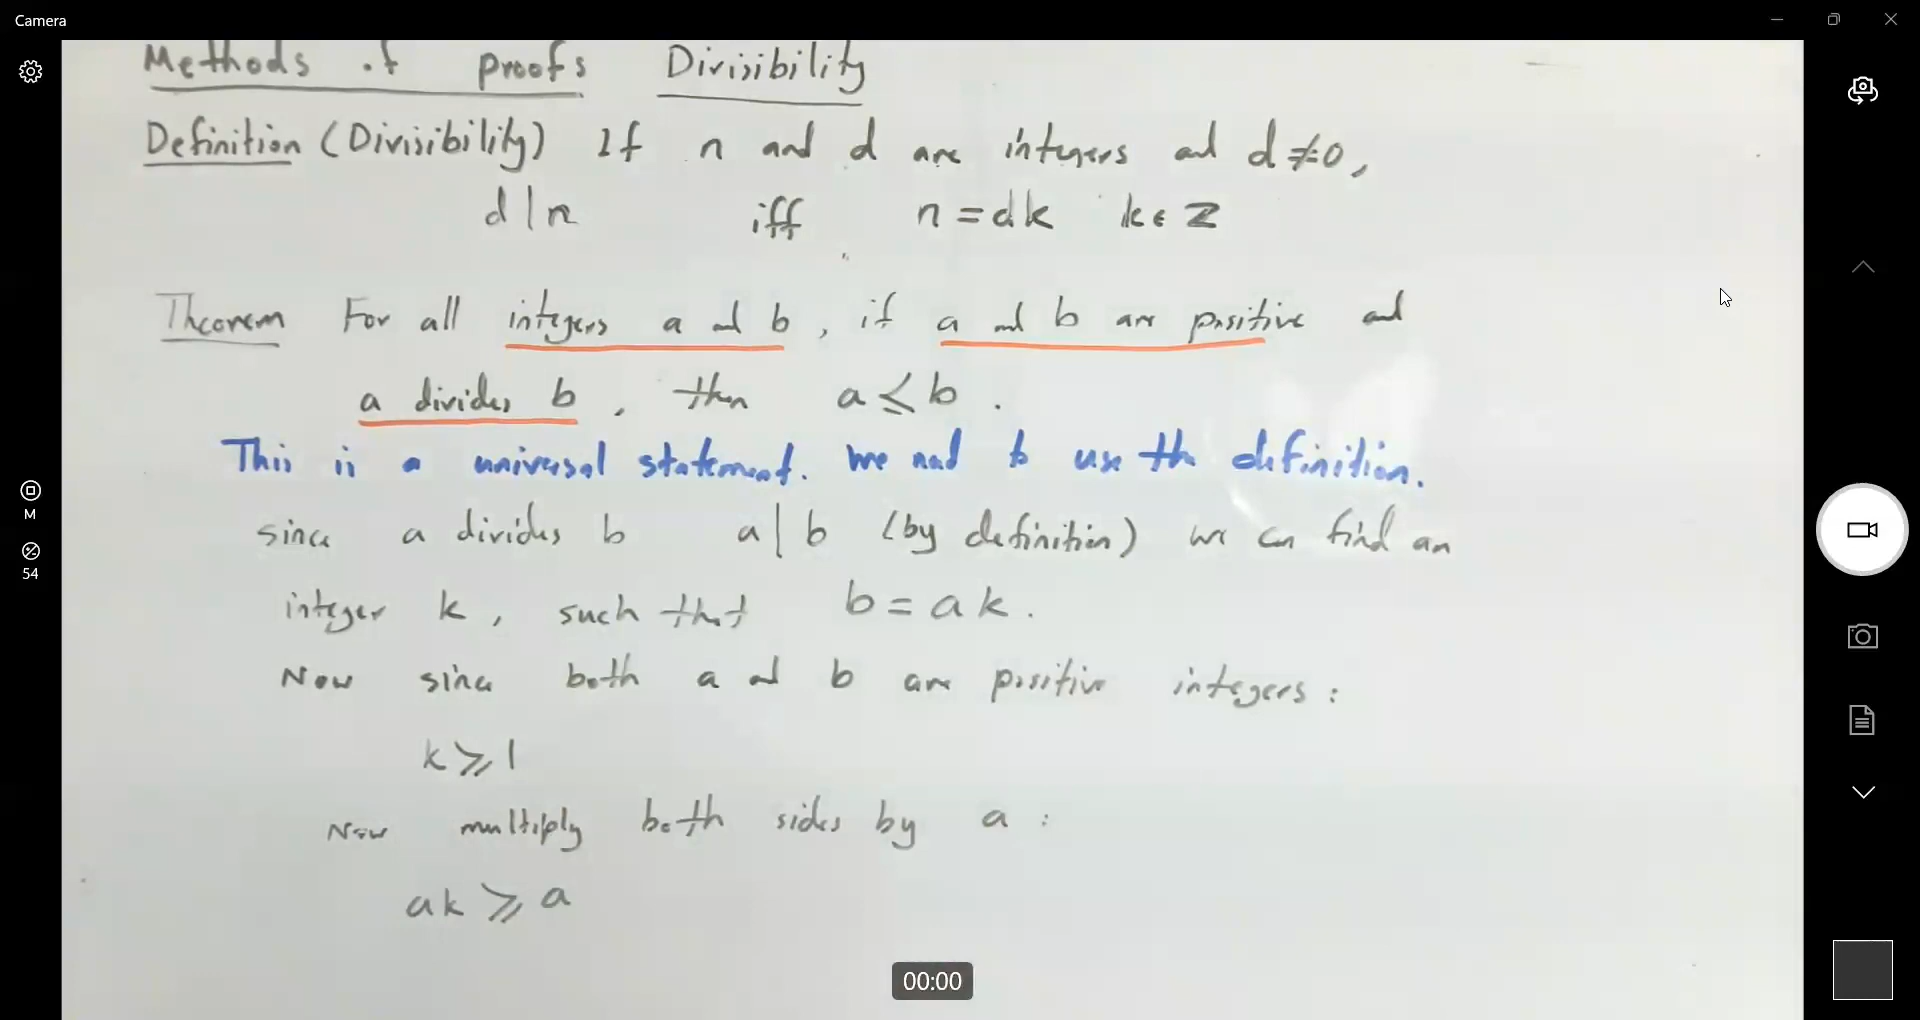 Camera
Methods of proofs Divisibility
Definition (Divisibility) If n and d are integers and d≠0,
d|n iff n=dk k∈Z
Theorem For all integers a and b, if a and b are positive and
a divides b, then a⩽b.
This is a universal statement. We need to use the definition.
since a divides b a|b (by definition) we can find an
integer k, such that b=ak.
Now since both a and b are positive integers:
k⩾1
Now multiply both sides by a:
ak⩾a
M
54
00:00